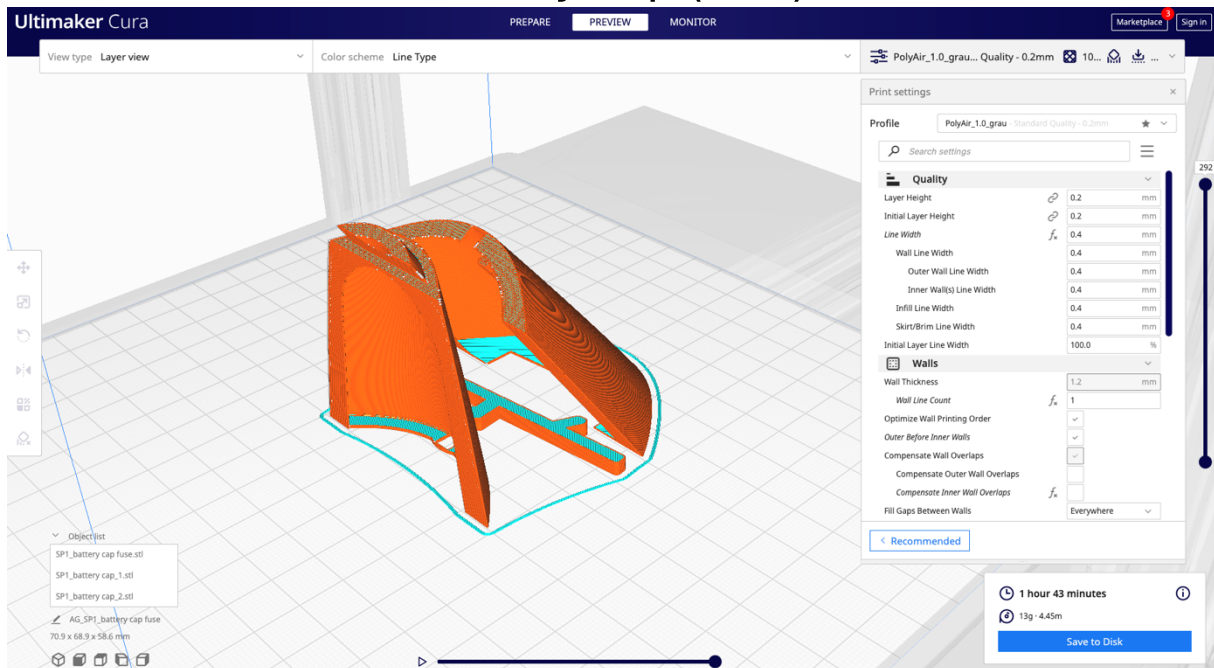 Ultimaker Cura
PREPARE
PREVIEW
MONITOR
Marketplace
3
Sign in
View type Layer view
Color scheme Line Type
PolyAir_1.0_grau... Quality - 0.2mm
10...
...
Print settings
Profile
PolyAir_1.0_grau - Standard Quality - 0.2mm
Search settings
292
Quality
Layer Height 0.2 mm
Initial Layer Height 0.2 mm
Line Width 0.4 mm
Wall Line Width 0.4 mm
Outer Wall Line Width 0.4 mm
Inner Wall(s) Line Width 0.4 mm
Infill Line Width 0.4 mm
Skirt/Brim Line Width 0.4 mm
Initial Layer Line Width 100.0 %
Walls
Wall Thickness 1.2 mm
Wall Line Count 1
Optimize Wall Printing Order
Outer Before Inner Walls
Compensate Wall Overlaps
Compensate Outer Wall Overlaps
Compensate Inner Wall Overlaps
Fill Gaps Between Walls Everywhere
< Recommended
Object list
SP1_battery cap fuse.stl
SP1_battery cap_1.stl
SP1_battery cap_2.stl
AG_SP1_battery cap fuse
70.9 x 68.9 x 58.6 mm
1 hour 43 minutes
13g · 4.45m
Save to Disk